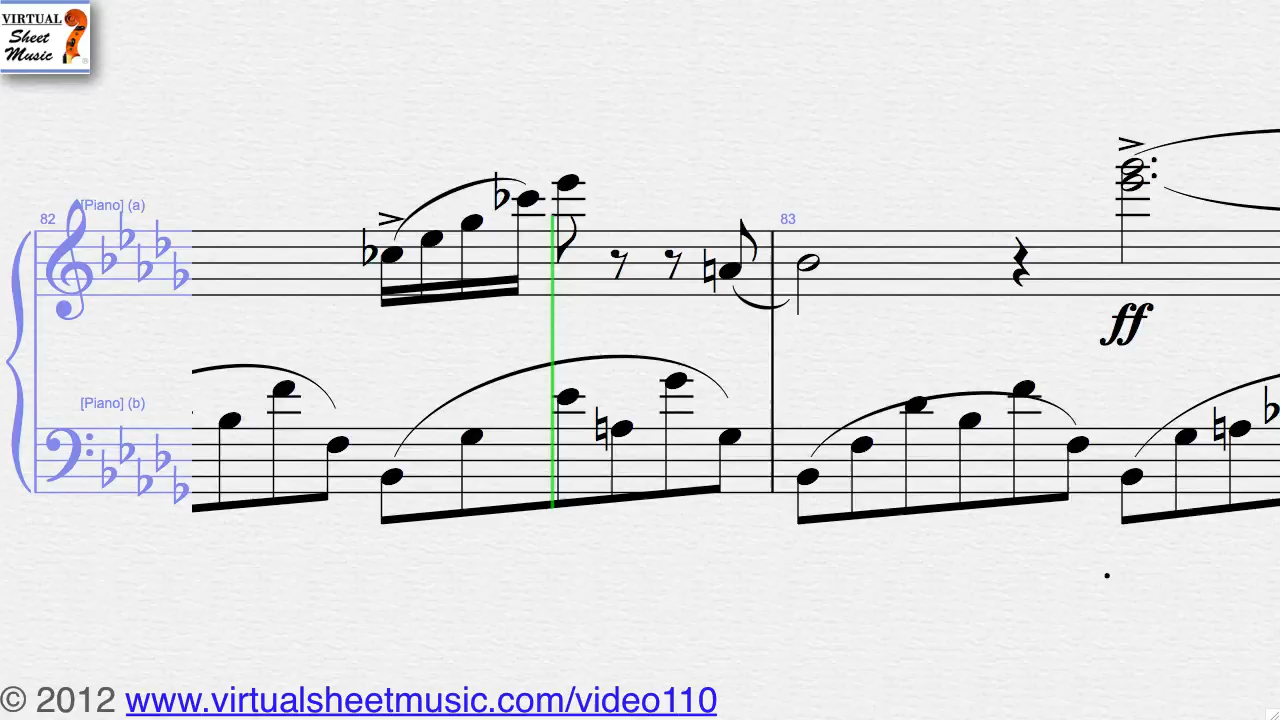 VIRTUAL
Sheet
Music
®
[Piano] (a)
82
83
ff
[Piano] (b)
© 2012 www.virtualsheetmusic.com/video110